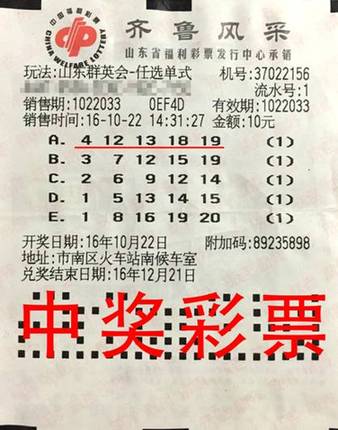 中国福利彩票
CHINA WELFARE LOTTERY
齐鲁风采
山东省福利彩票发行中心承销
玩法:山东群英会-任选单式 机号:37022156
流水号:1
销售期:1022033 0EF4D 有效期:1022033
销售时间:16-10-22 14:31:27 金额:10元
A. 4 12 13 18 19 (1)
B. 3 7 12 15 19 (1)
C. 2 6 9 12 14 (1)
D. 1 5 13 14 15 (1)
E. 1 8 16 19 20 (1)
开奖日期:16年10月22日 附加码:89235898
地址:市南区火车站南候车室
兑奖结束日期:16年12月21日
中奖彩票